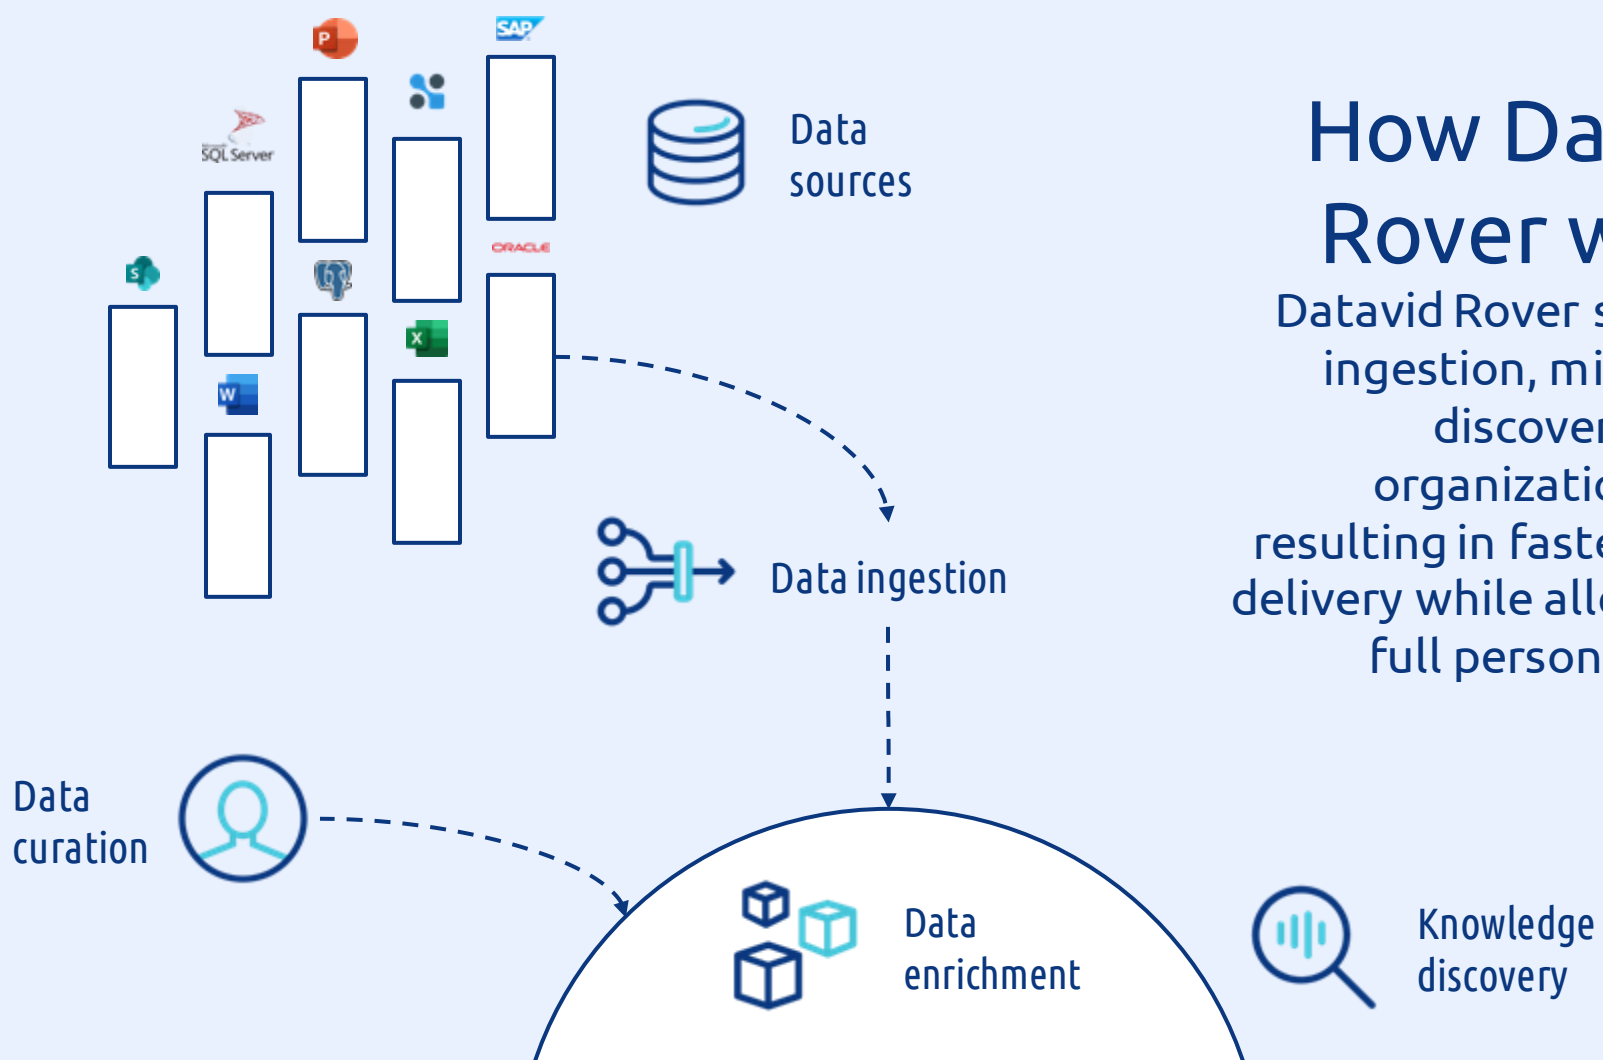 SAP
P
SQL Server
S
ORACLE
X
W
Data
sources
How Da
Rover w
Datavid Rover s
ingestion, mi
discover
organizatio
resulting in faste
delivery while all
full person
Data ingestion
Data
curation
Data
enrichment
Knowledge
discovery